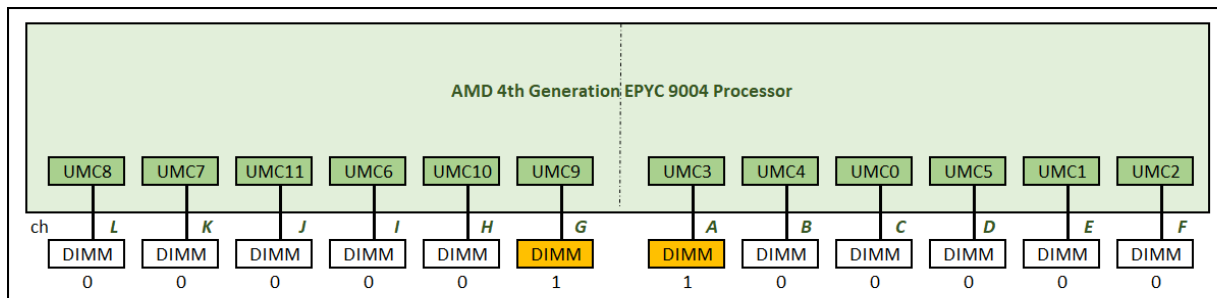 AMD 4th Generation EPYC 9004 Processor
UMC8 UMC7 UMC11 UMC6 UMC10 UMC9 UMC3 UMC4 UMC0 UMC5 UMC1 UMC2
ch L K J I H G A B C D E F
DIMM DIMM DIMM DIMM DIMM DIMM DIMM DIMM DIMM DIMM DIMM DIMM
0 0 0 0 0 1 1 0 0 0 0 0